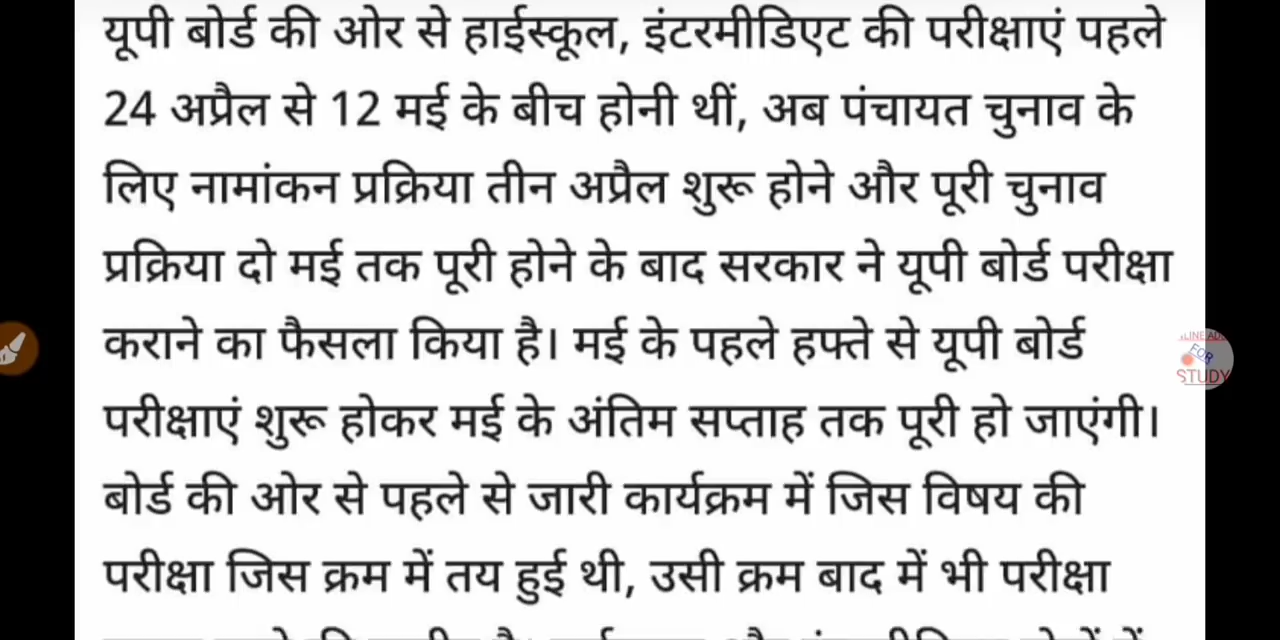 यूपी बोर्ड की ओर से हाईस्कूल, इंटरमीडिएट की परीक्षाएं पहले
24 अप्रैल से 12 मई के बीच होनी थीं, अब पंचायत चुनाव के
लिए नामांकन प्रक्रिया तीन अप्रैल शुरू होने और पूरी चुनाव
प्रक्रिया दो मई तक पूरी होने के बाद सरकार ने यूपी बोर्ड परीक्षा
कराने का फैसला किया है। मई के पहले हफ्ते से यूपी बोर्ड
परीक्षाएं शुरू होकर मई के अंतिम सप्ताह तक पूरी हो जाएंगी।
बोर्ड की ओर से पहले से जारी कार्यक्रम में जिस विषय की
परीक्षा जिस क्रम में तय हुई थी, उसी क्रम बाद में भी परीक्षा
FOR
STUDY